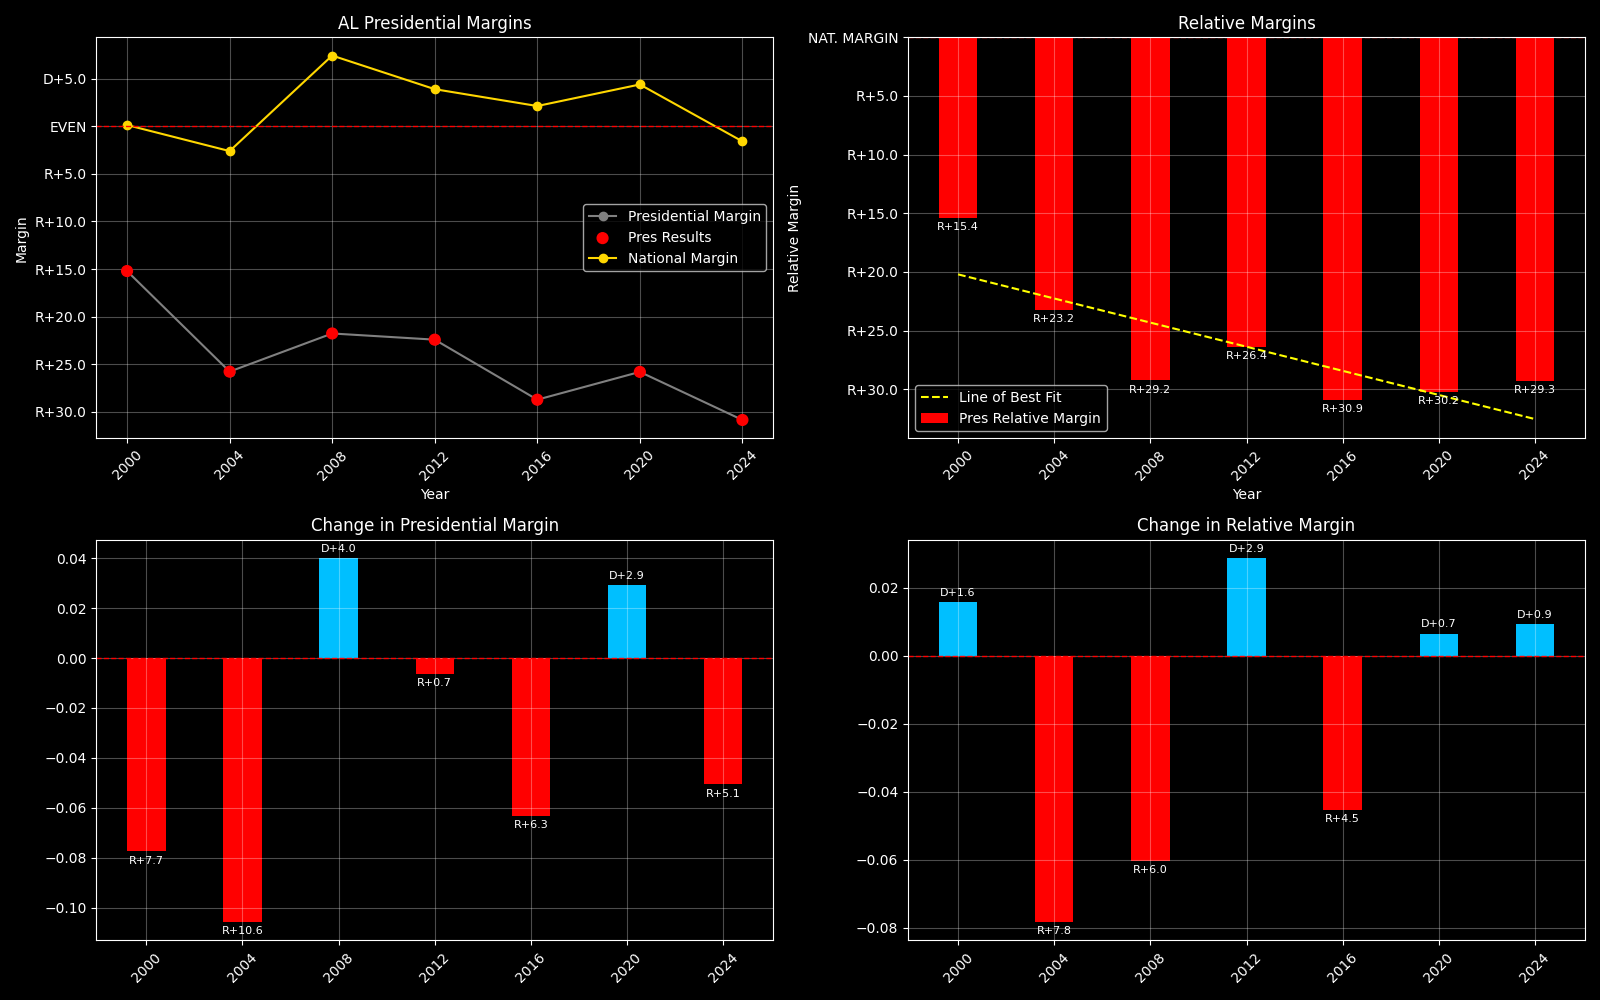 AL Presidential Margins
Margin
D+5.0
EVEN
R+5.0
R+10.0
R+15.0
R+20.0
R+25.0
R+30.0
Presidential Margin
Pres Results
National Margin
2000
2004
2008
2012
2016
2020
2024
Year
Relative Margins
Relative Margin
NAT. MARGIN
R+5.0
R+10.0
R+15.0
R+20.0
R+25.0
R+30.0
R+15.4
R+23.2
R+29.2
R+26.4
R+30.9
R+30.2
R+29.3
Line of Best Fit
Pres Relative Margin
2000
2004
2008
2012
2016
2020
2024
Year
Change in Presidential Margin
0.04
0.02
0.00
−0.02
−0.04
−0.06
−0.08
−0.10
R+7.7
R+10.6
D+4.0
R+0.7
R+6.3
D+2.9
R+5.1
2000
2004
2008
2012
2016
2020
2024
Change in Relative Margin
0.02
0.00
−0.02
−0.04
−0.06
−0.08
D+1.6
R+7.8
R+6.0
D+2.9
R+4.5
D+0.7
D+0.9
2000
2004
2008
2012
2016
2020
2024